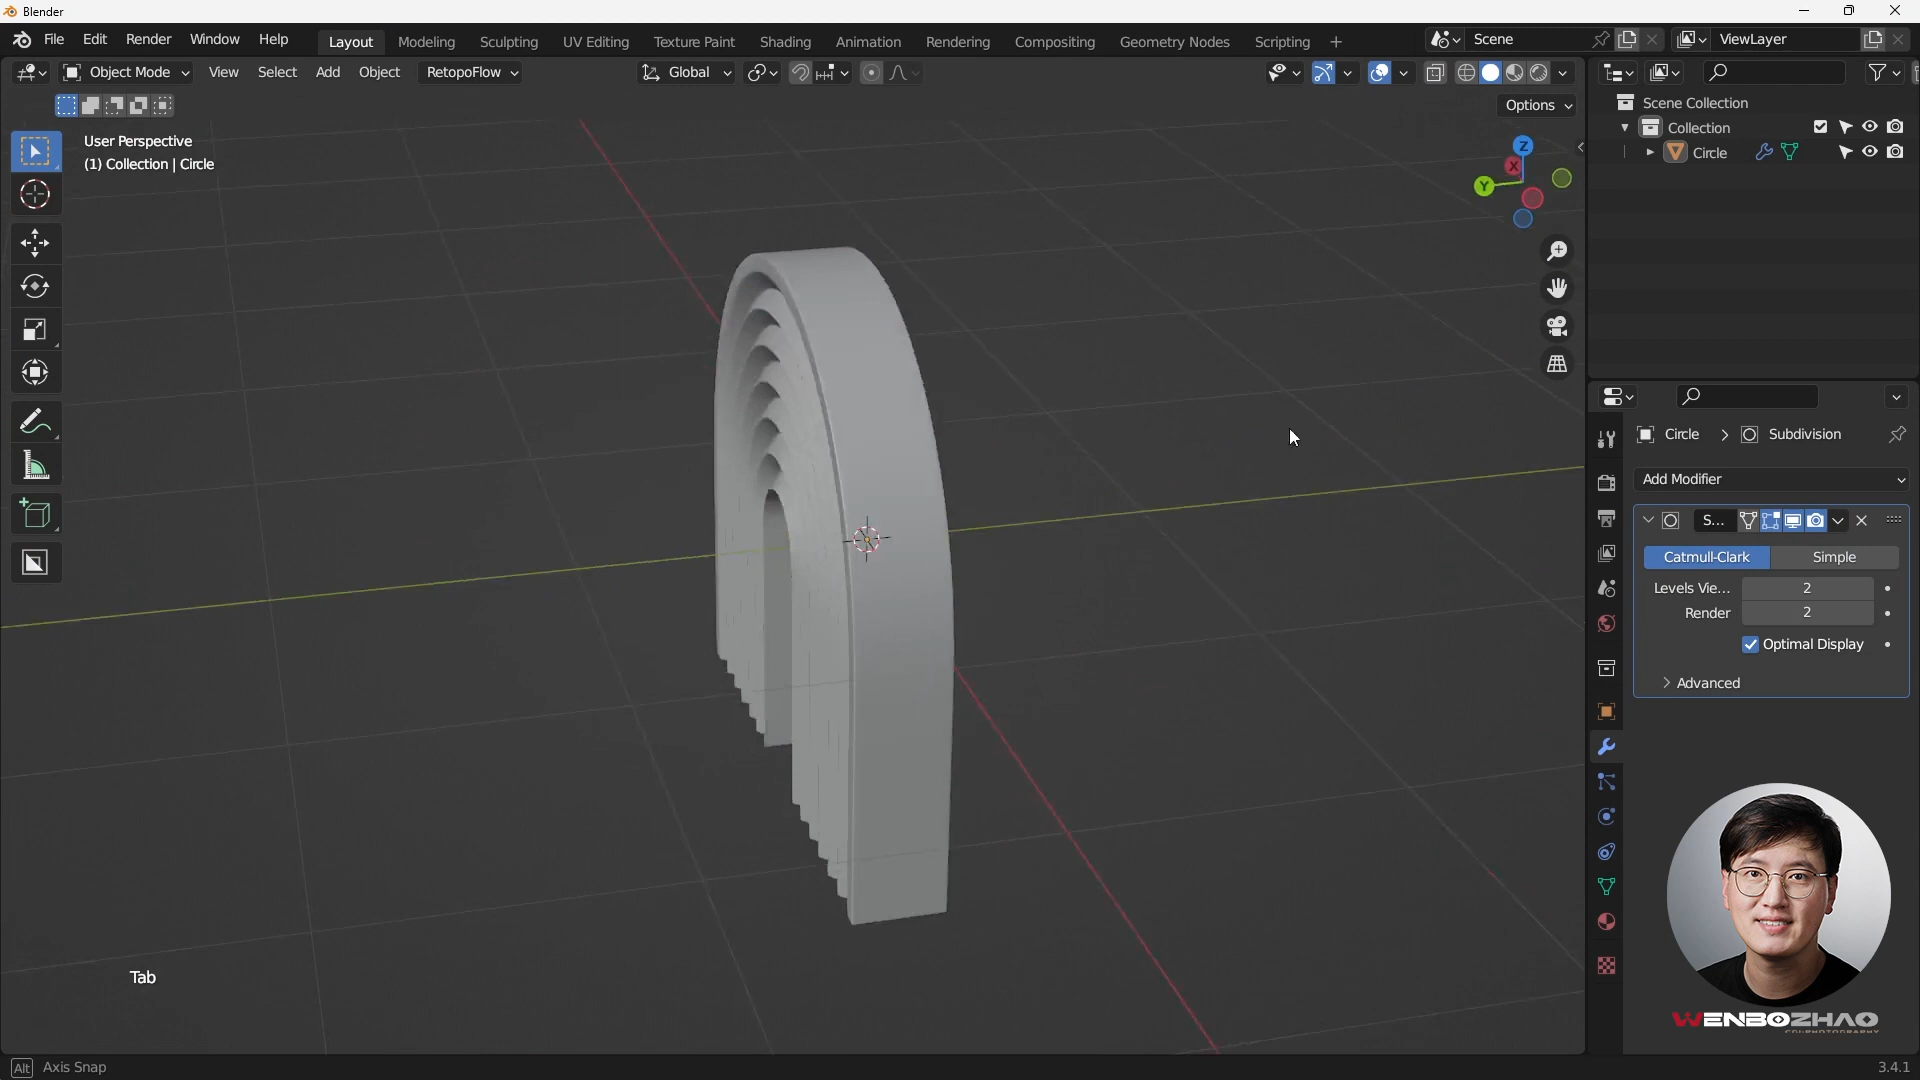 Blender
File Edit Render Window Help Layout Modeling Sculpting UV Editing Texture Paint Shading Animation Rendering Compositing Geometry Nodes Scripting + Scene ViewLayer
Object Mode View Select Add Object RetopoFlow Global
Options
User Perspective
(1) Collection | Circle
Z
X
Y
Scene Collection
Collection
Circle
Circle > Subdivision
Add Modifier
S...
Catmull-Clark Simple
Levels Vie... 2
Render 2
Optimal Display
Advanced
Tab
WENBOZHAO
CGI•PHOTOGRAPHY
Alt Axis Snap 3.4.1